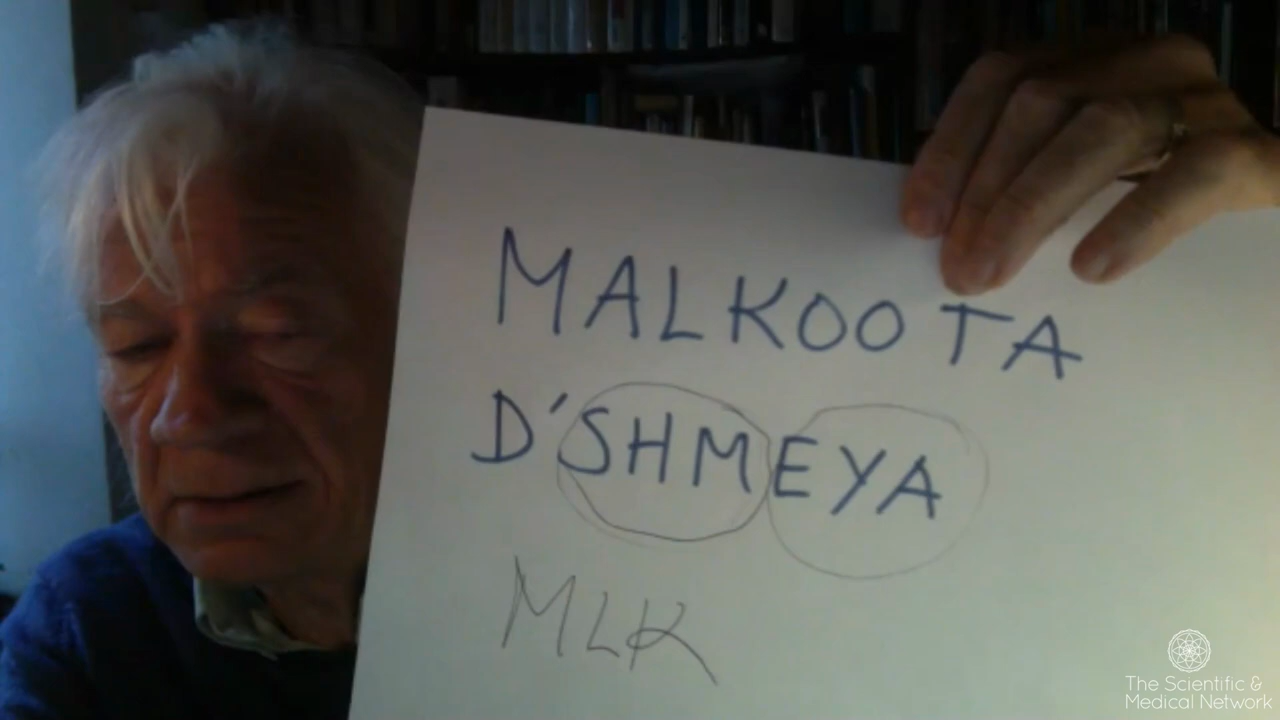 MALKOOTA
D'SHMEYA
MLK
The Scientific &
Medical Network